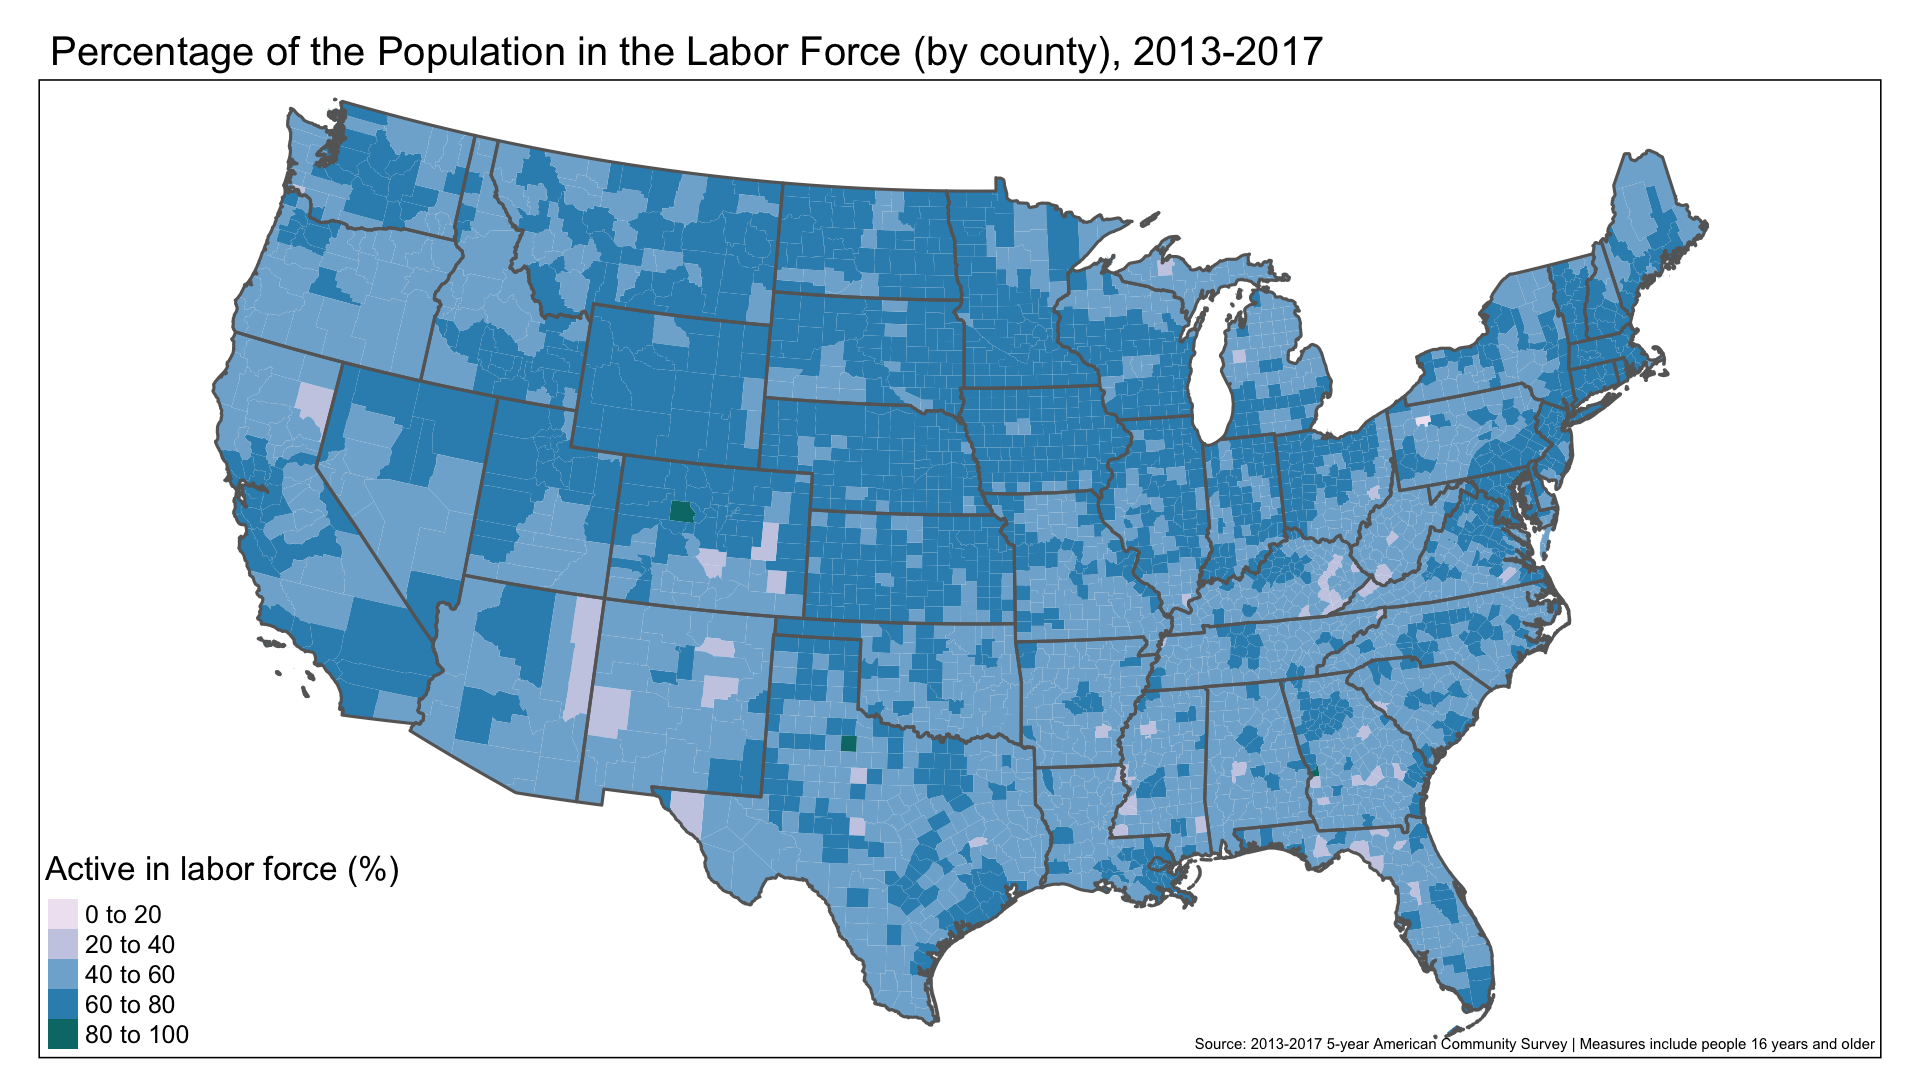 Percentage of the Population in the Labor Force (by county), 2013-2017
Active in labor force (%)
0 to 20
20 to 40
40 to 60
60 to 80
80 to 100
Source: 2013-2017 5-year American Community Survey | Measures include people 16 years and older